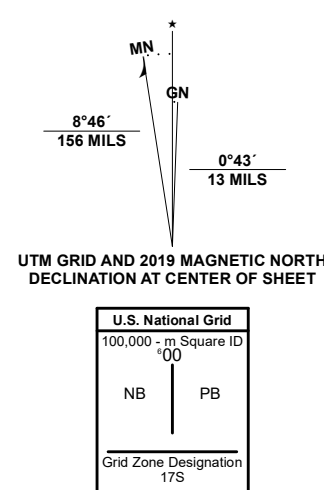 ★
MN
GN
8°46´
156 MILS
0°43´
13 MILS
UTM GRID AND 2019 MAGNETIC NORTH
DECLINATION AT CENTER OF SHEET
U.S. National Grid
100,000 - m Square ID
⁶00
NB PB
Grid Zone Designation
17S